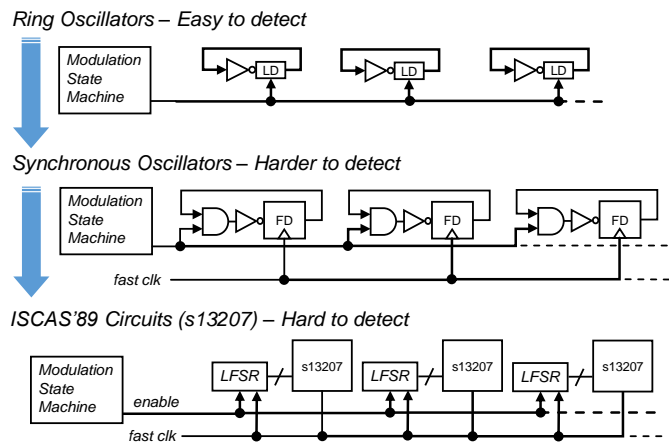 Ring Oscillators – Easy to detect
Modulation
State
Machine
LD
LD
LD
Synchronous Oscillators – Harder to detect
Modulation
State
Machine
FD
FD
FD
fast clk
ISCAS'89 Circuits (s13207) – Hard to detect
Modulation
State
Machine
enable
LFSR
s13207
LFSR
s13207
LFSR
s13207
fast clk